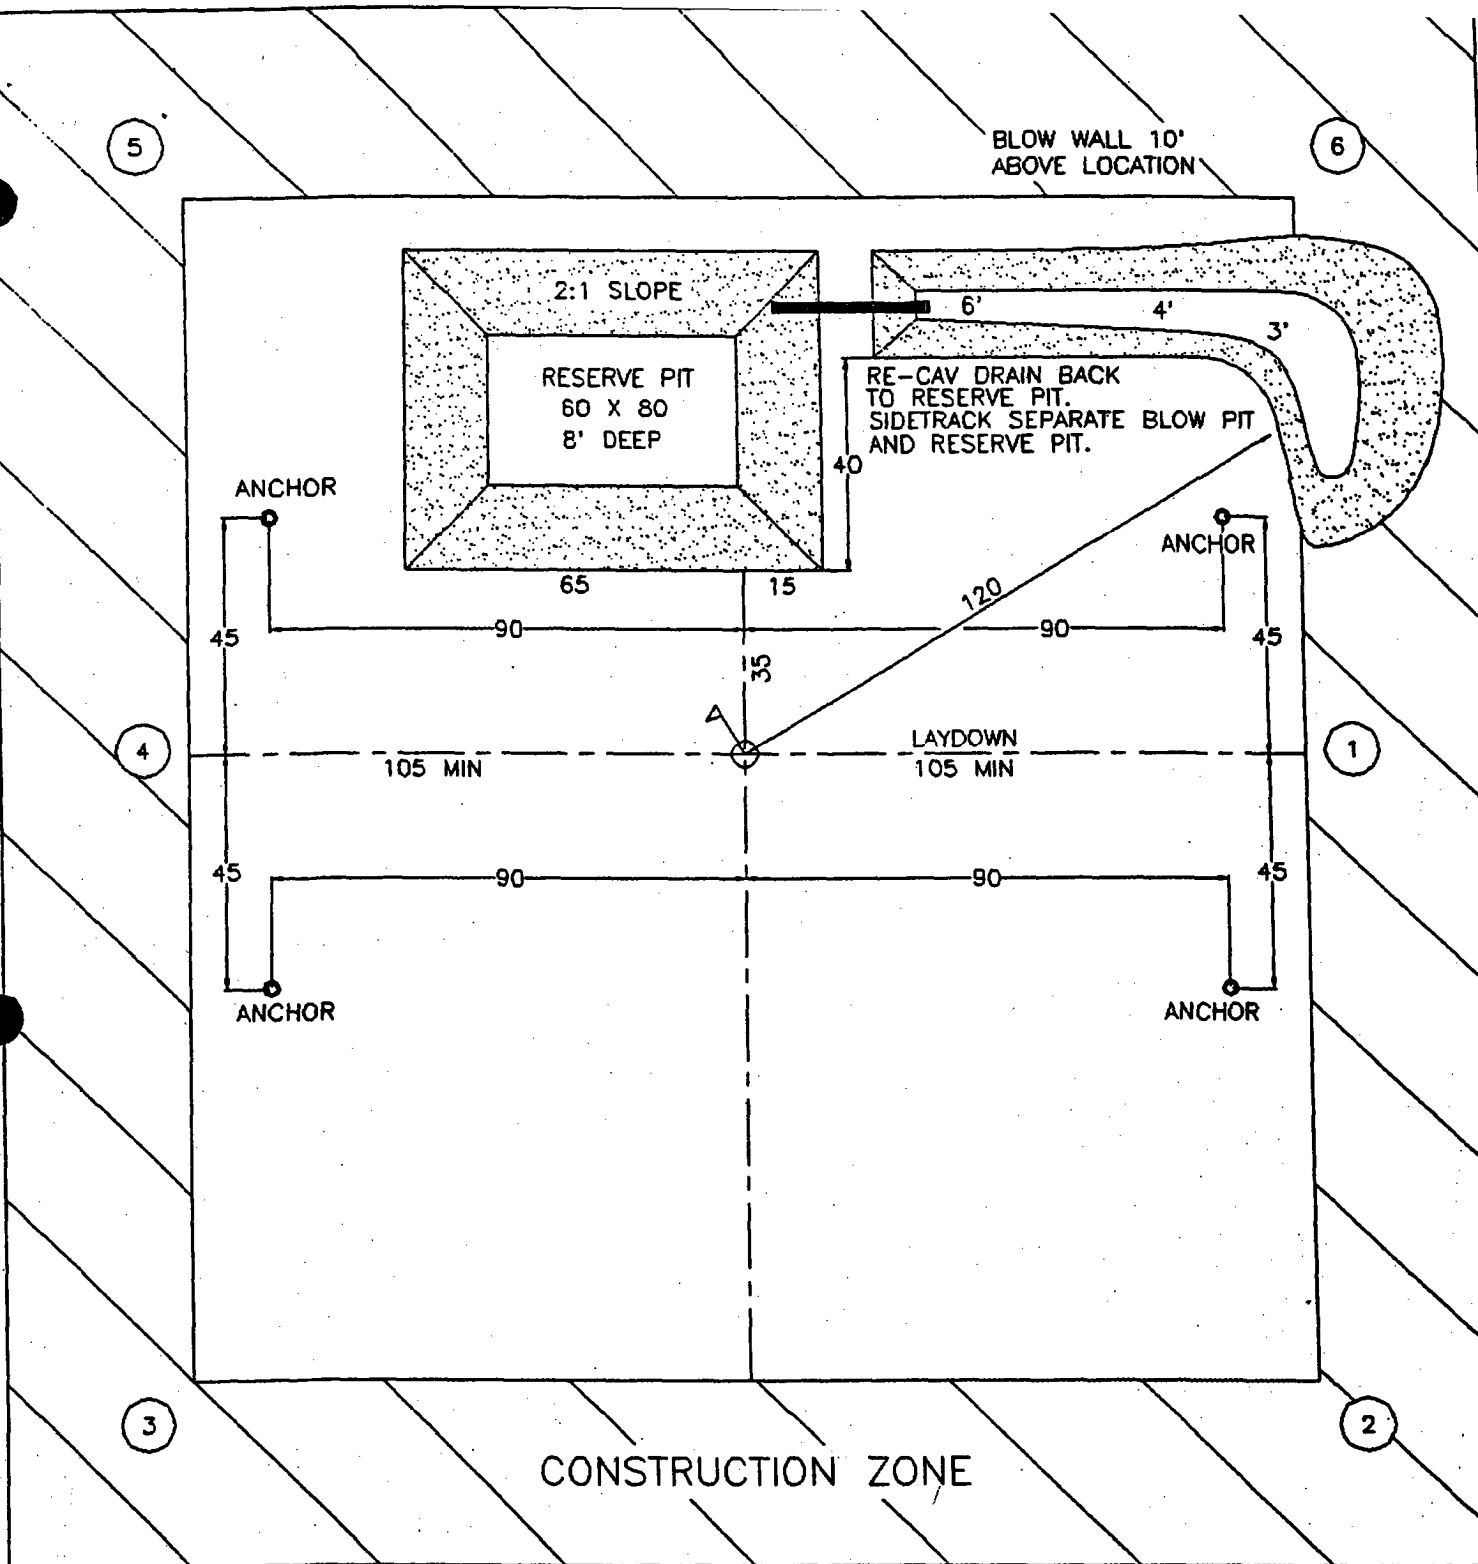 BLOW WALL 10'
ABOVE LOCATION
5
6
2:1 SLOPE
6'
4'
3'
RESERVE PIT
60 X 80
8' DEEP
RE-CAV DRAIN BACK
TO RESERVE PIT.
SIDETRACK SEPARATE BLOW PIT
AND RESERVE PIT.
40
ANCHOR
ANCHOR
65
15
120
45
90
90
45
35
4
LAYDOWN
1
105 MIN
105 MIN
45
90
90
45
ANCHOR
ANCHOR
3
2
CONSTRUCTION ZONE